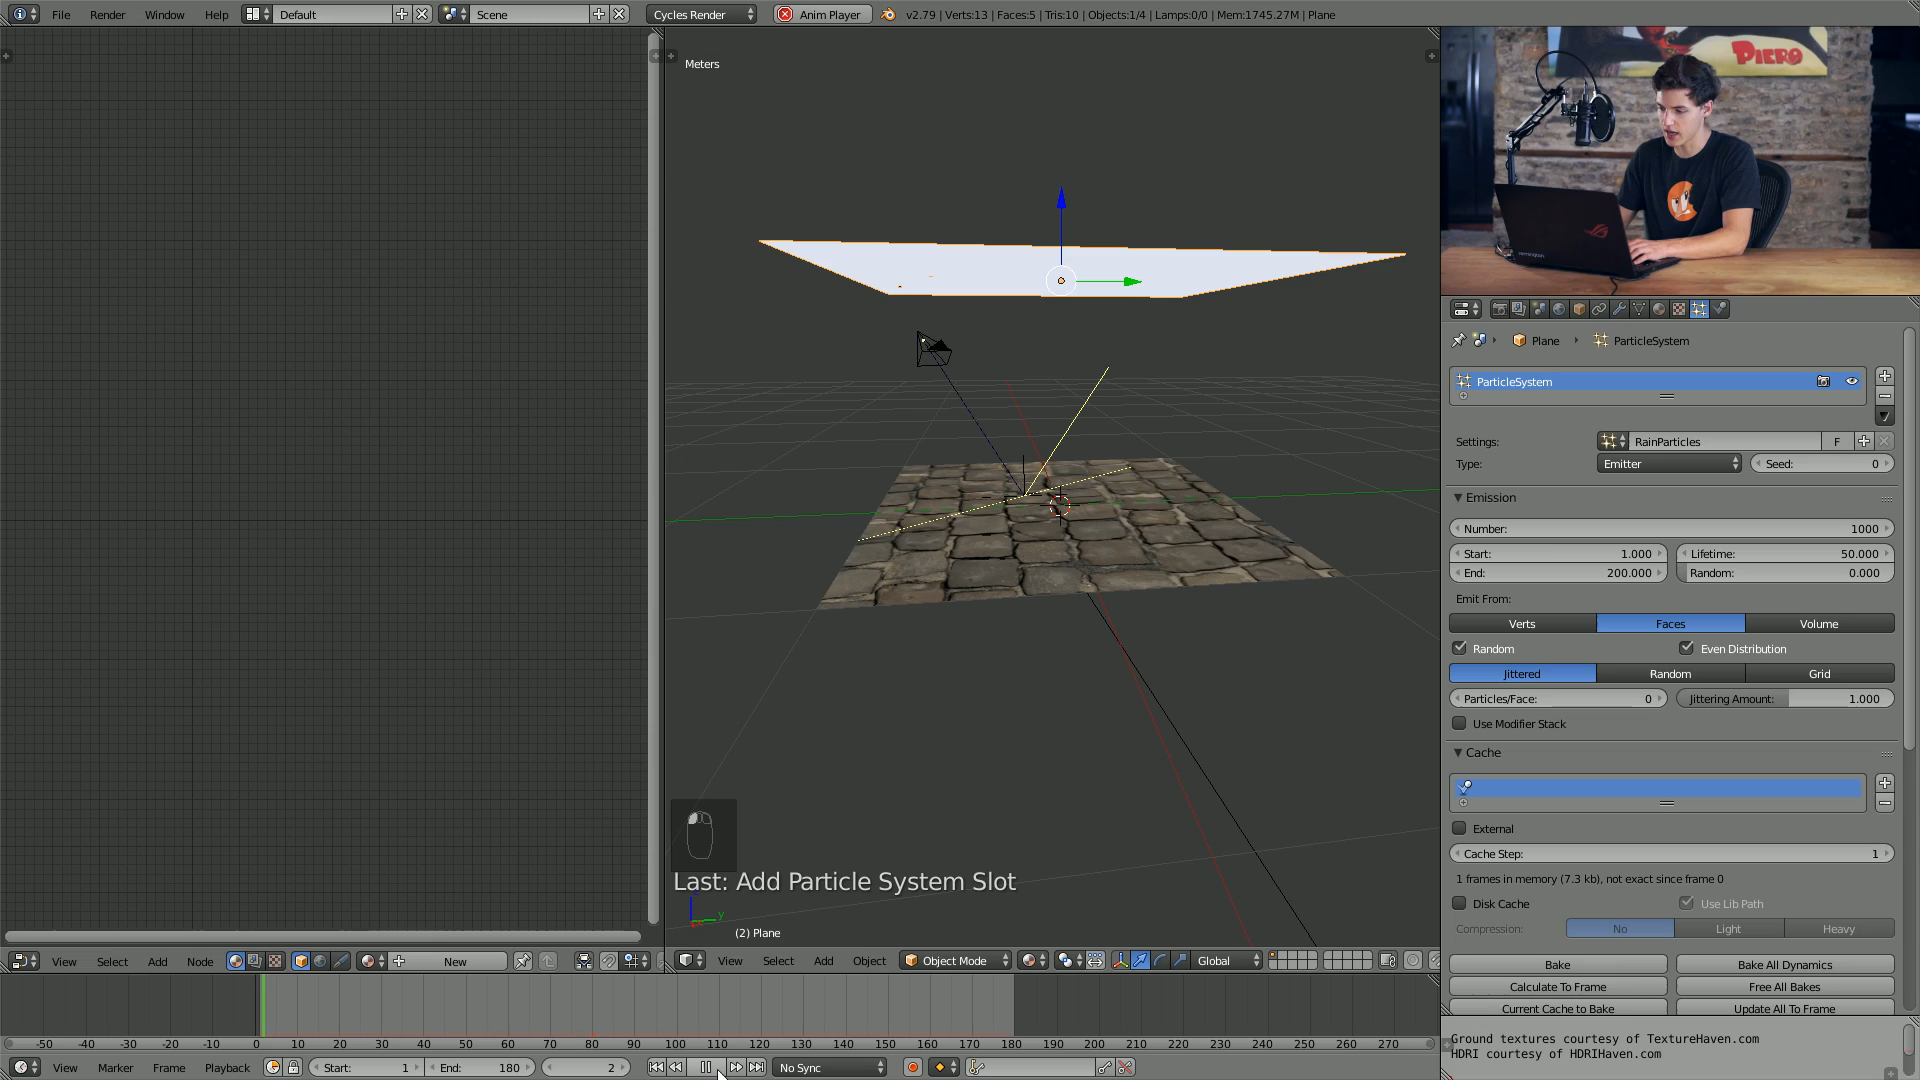 File Render Window Help Default Scene Cycles Render Anim Player v2.79 | Verts:13 | Faces:5 | Tris:10 | Objects:1/4 | Lamps:0/0 | Mem:1745.27M | Plane
Meters
PIERO
Plane ParticleSystem
ParticleSystem
Settings: RainParticles F
Type: Emitter Seed: 0
Emission
Number: 1000
Start: 1.000 Lifetime: 50.000
End: 200.000 Random: 0.000
Emit From:
Verts Faces Volume
Random Even Distribution
Jittered Random Grid
Particles/Face: 0 Jittering Amount: 1.000
Use Modifier Stack
Cache
External
Cache Step: 1
1 frames in memory (7.3 kb), not exact since frame 0
Disk Cache Use Lib Path
Compression: No Light Heavy
Bake Bake All Dynamics
Calculate To Frame Free All Bakes
Current Cache to Bake Update All To Frame
Ground textures courtesy of TextureHaven.com
HDRI courtesy of HDRIHaven.com
Last: Add Particle System Slot
y
(2) Plane
View Select Add Node New
View Select Add Object Object Mode Global
-50 -40 -30 -20 -10 0 10 20 30 40 50 60 70 80 90 100 110 120 130 140 150 160 170 180 190 200 210 220 230 240 250 260 270
View Marker Frame Playback Start: 1 End: 180 2 No Sync